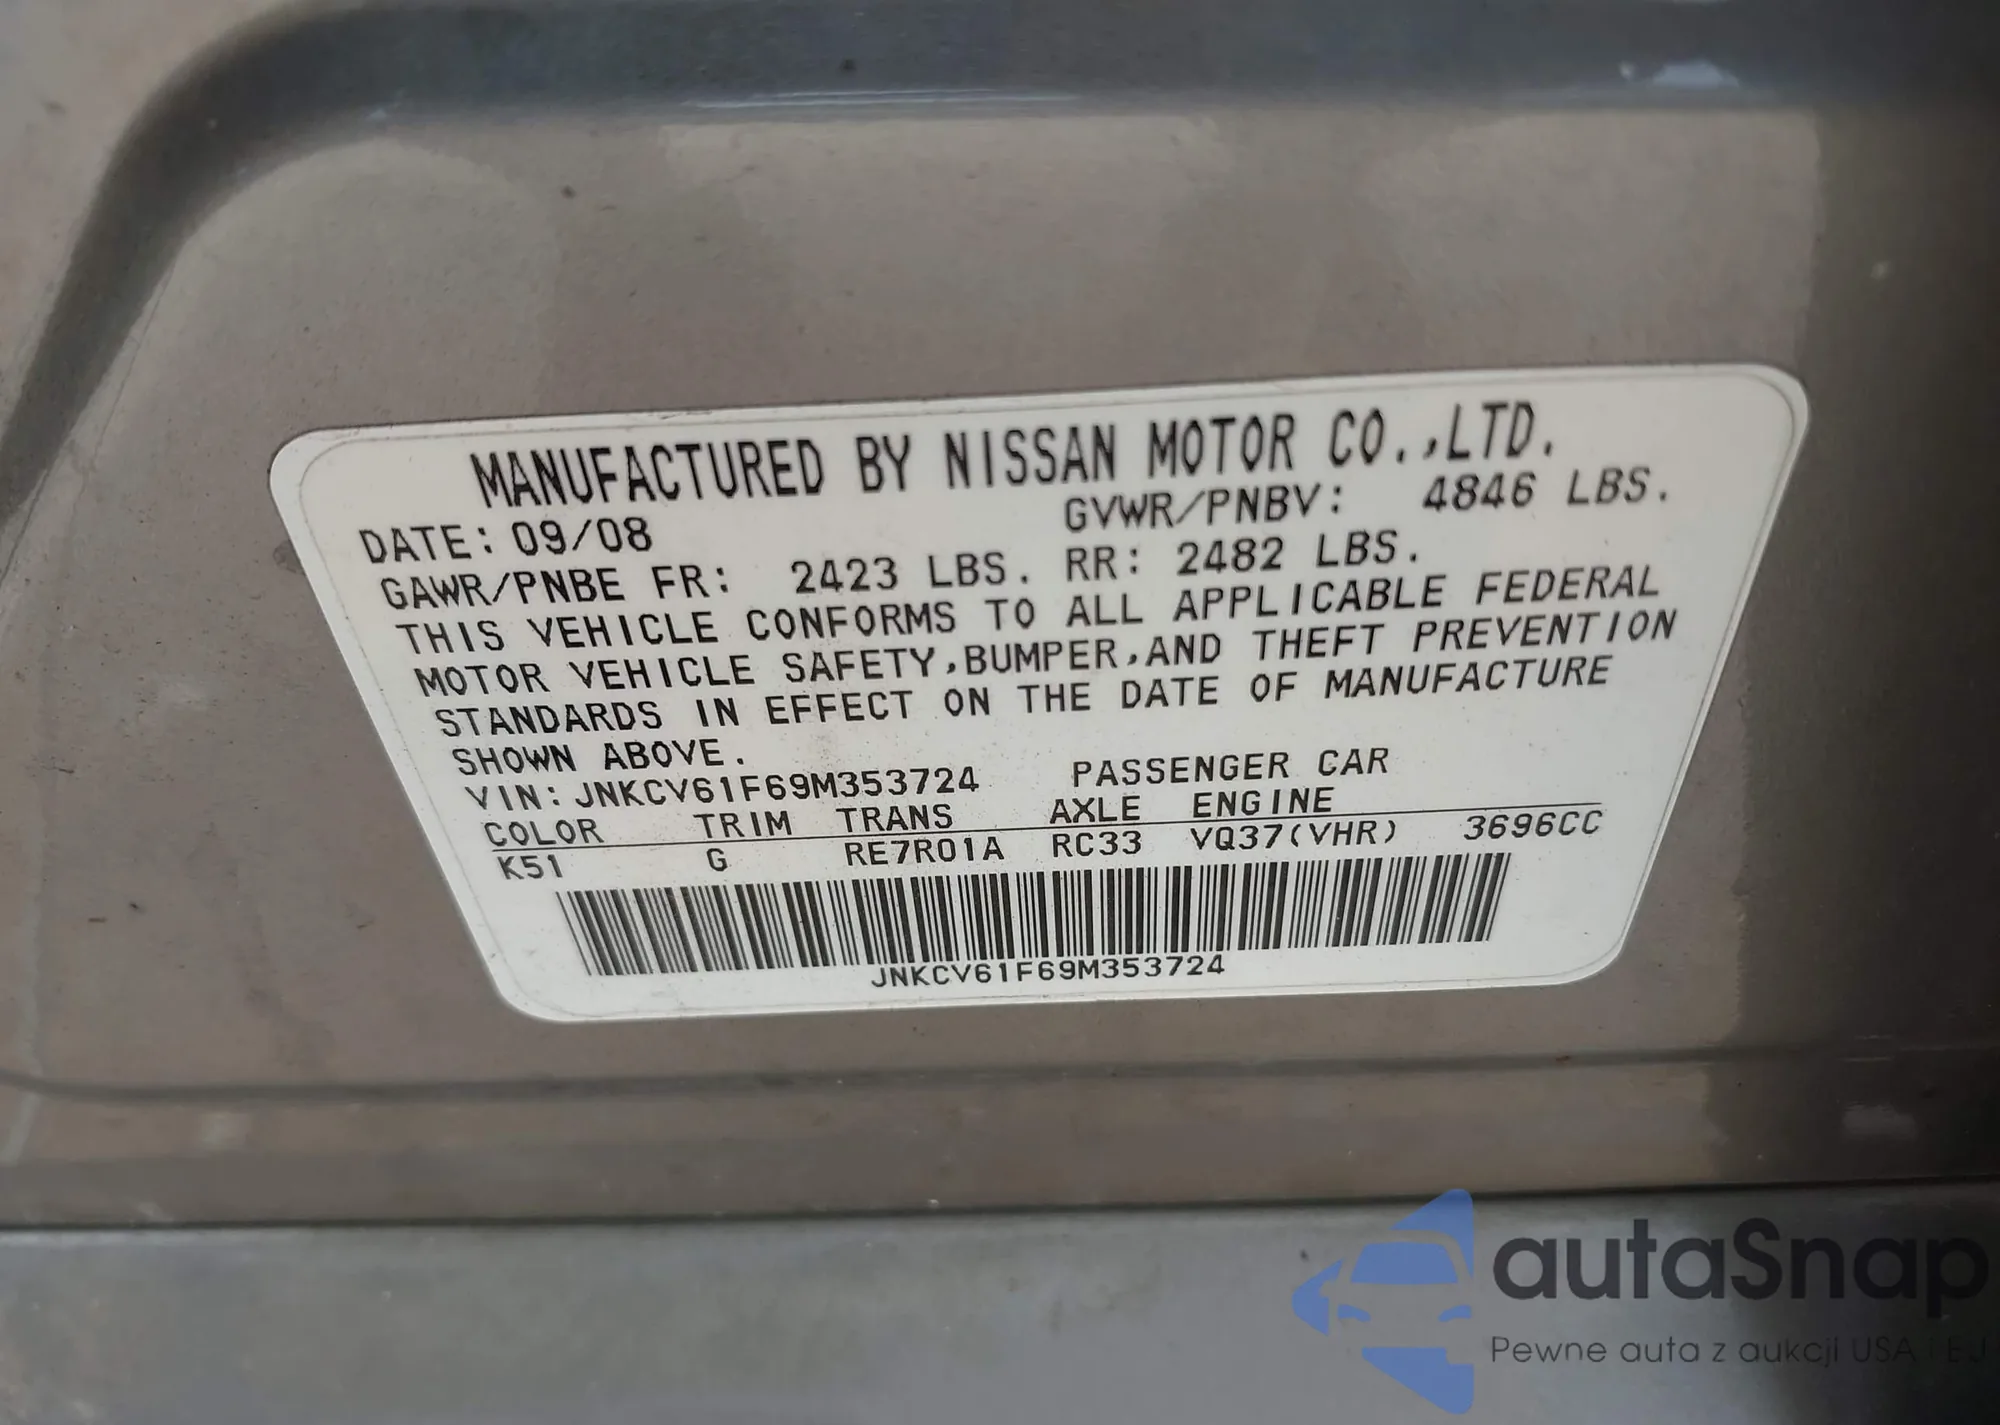 MANUFACTURED BY NISSAN MOTOR CO.,LTD.
DATE: 09/08 GVWR/PNBV: 4846 LBS.
GAWR/PNBE FR: 2423 LBS. RR: 2482 LBS.
THIS VEHICLE CONFORMS TO ALL APPLICABLE FEDERAL
MOTOR VEHICLE SAFETY,BUMPER,AND THEFT PREVENTION
STANDARDS IN EFFECT ON THE DATE OF MANUFACTURE
SHOWN ABOVE.
VIN: JNKCV61F69M353724 PASSENGER CAR
COLOR TRIM TRANS AXLE ENGINE
K51 G RE7R01A RC33 VQ37(VHR) 3696CC
JNKCV61F69M353724
autaSnap
Pewne auta z aukcji USA i EJ